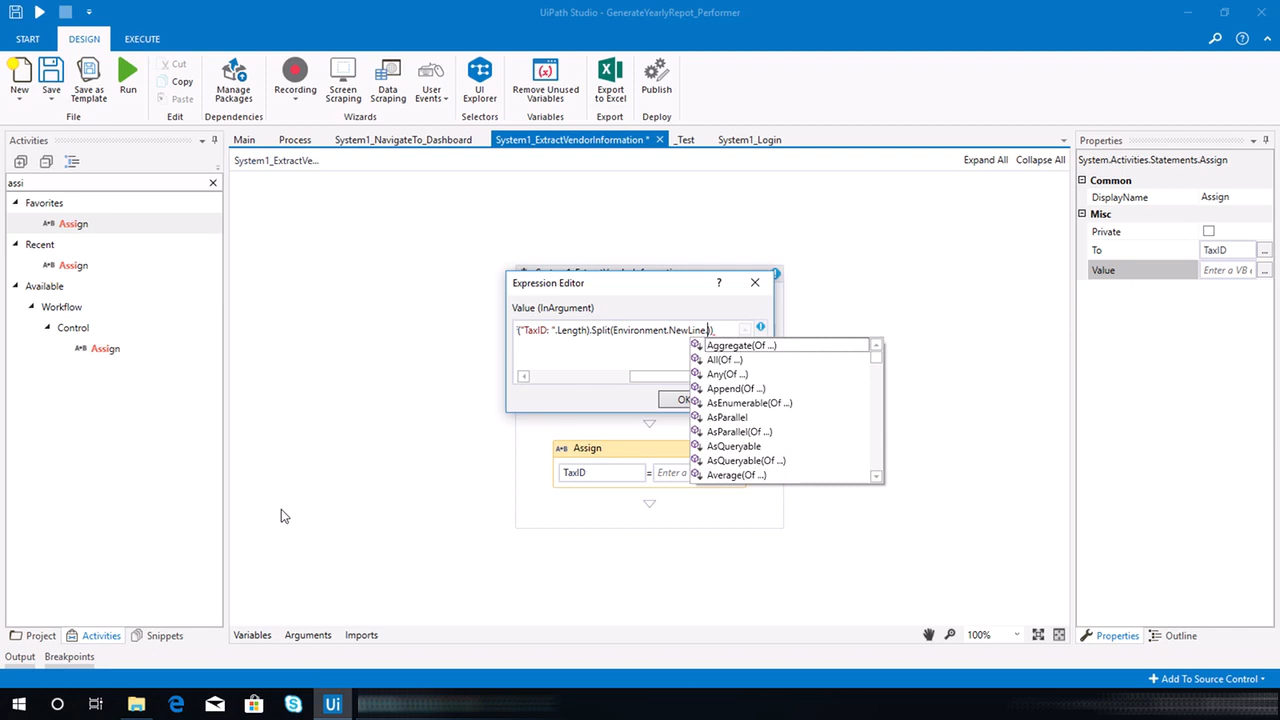 UiPath Studio - GenerateYearlyRepot_Performer
START DESIGN EXECUTE
New
Save
Save as Template
Run
Cut
Copy
Paste
Manage Packages
Recording
Screen Scraping
Data Scraping
User Events
UI Explorer
Remove Unused Variables
Export to Excel
Publish
File Edit Dependencies Wizards Selectors Variables Export Deploy
Activities
Main Process System1_NavigateTo_Dashboard System1_ExtractVendorInformation * _Test System1_Login
Properties
System1_ExtractVe...
Expand All Collapse All
System.Activities.Statements.Assign
assi
Common
DisplayName Assign
Misc
Private
To TaxID ...
Value Enter a VB e ...
Favorites
Assign
Recent
Assign
Available
Workflow
Control
Assign
Expression Editor ?
Value (InArgument)
("TaxID: ".Length).Split(Environment.NewLine.))
Aggregate(Of ...)
All(Of ...)
Any(Of ...)
Append(Of ...)
AsEnumerable(Of ...)
AsParallel
AsParallel(Of ...)
AsQueryable
AsQueryable(Of ...)
Average(Of ...)
Assign
TaxID = Enter a
Variables Arguments Imports
100%
Project Activities Snippets
Properties Outline
Output Breakpoints
Add To Source Control
Ui